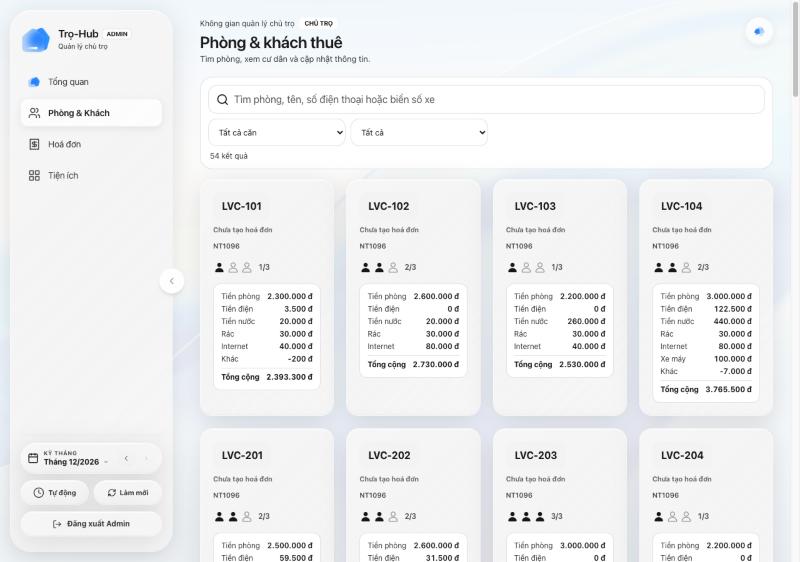 Trọ-Hub ADMIN
Quản lý chủ trọ
Tổng quan
Phòng & Khách
Hoá đơn
Tiện ích
KỲ THÁNG
Tháng 12/2026
Tự động
Làm mới
Đăng xuất Admin
Không gian quản lý chủ trọ CHỦ TRỌ
Phòng & khách thuê
Tìm phòng, xem cư dân và cập nhật thông tin.
Tìm phòng, tên, số điện thoại hoặc biển số xe
Tất cả căn Tất cả
54 kết quả
LVC-101
Chưa tạo hoá đơn
NT1096
1/3
Tiền phòng 2.300.000 đ
Tiền điện 3.500 đ
Tiền nước 20.000 đ
Rác 30.000 đ
Internet 40.000 đ
Khác -200 đ
Tổng cộng 2.393.300 đ
LVC-102
Chưa tạo hoá đơn
NT1096
2/3
Tiền phòng 2.600.000 đ
Tiền điện 0 đ
Tiền nước 20.000 đ
Rác 30.000 đ
Internet 80.000 đ
Tổng cộng 2.730.000 đ
LVC-103
Chưa tạo hoá đơn
NT1096
1/3
Tiền phòng 2.200.000 đ
Tiền điện 0 đ
Tiền nước 260.000 đ
Rác 30.000 đ
Internet 40.000 đ
Tổng cộng 2.530.000 đ
LVC-104
Chưa tạo hoá đơn
NT1096
2/3
Tiền phòng 3.000.000 đ
Tiền điện 122.500 đ
Tiền nước 440.000 đ
Rác 30.000 đ
Internet 80.000 đ
Xe máy 100.000 đ
Khác -7.000 đ
Tổng cộng 3.765.500 đ
LVC-201
Chưa tạo hoá đơn
NT1096
2/3
Tiền phòng 2.500.000 đ
Tiền điện 59.500 đ
LVC-202
Chưa tạo hoá đơn
NT1096
2/3
Tiền phòng 2.600.000 đ
Tiền điện 31.500 đ
LVC-203
Chưa tạo hoá đơn
NT1096
3/3
Tiền phòng 3.000.000 đ
Tiền điện 0 đ
LVC-204
Chưa tạo hoá đơn
NT1096
1/3
Tiền phòng 2.200.000 đ
Tiền điện 0 đ